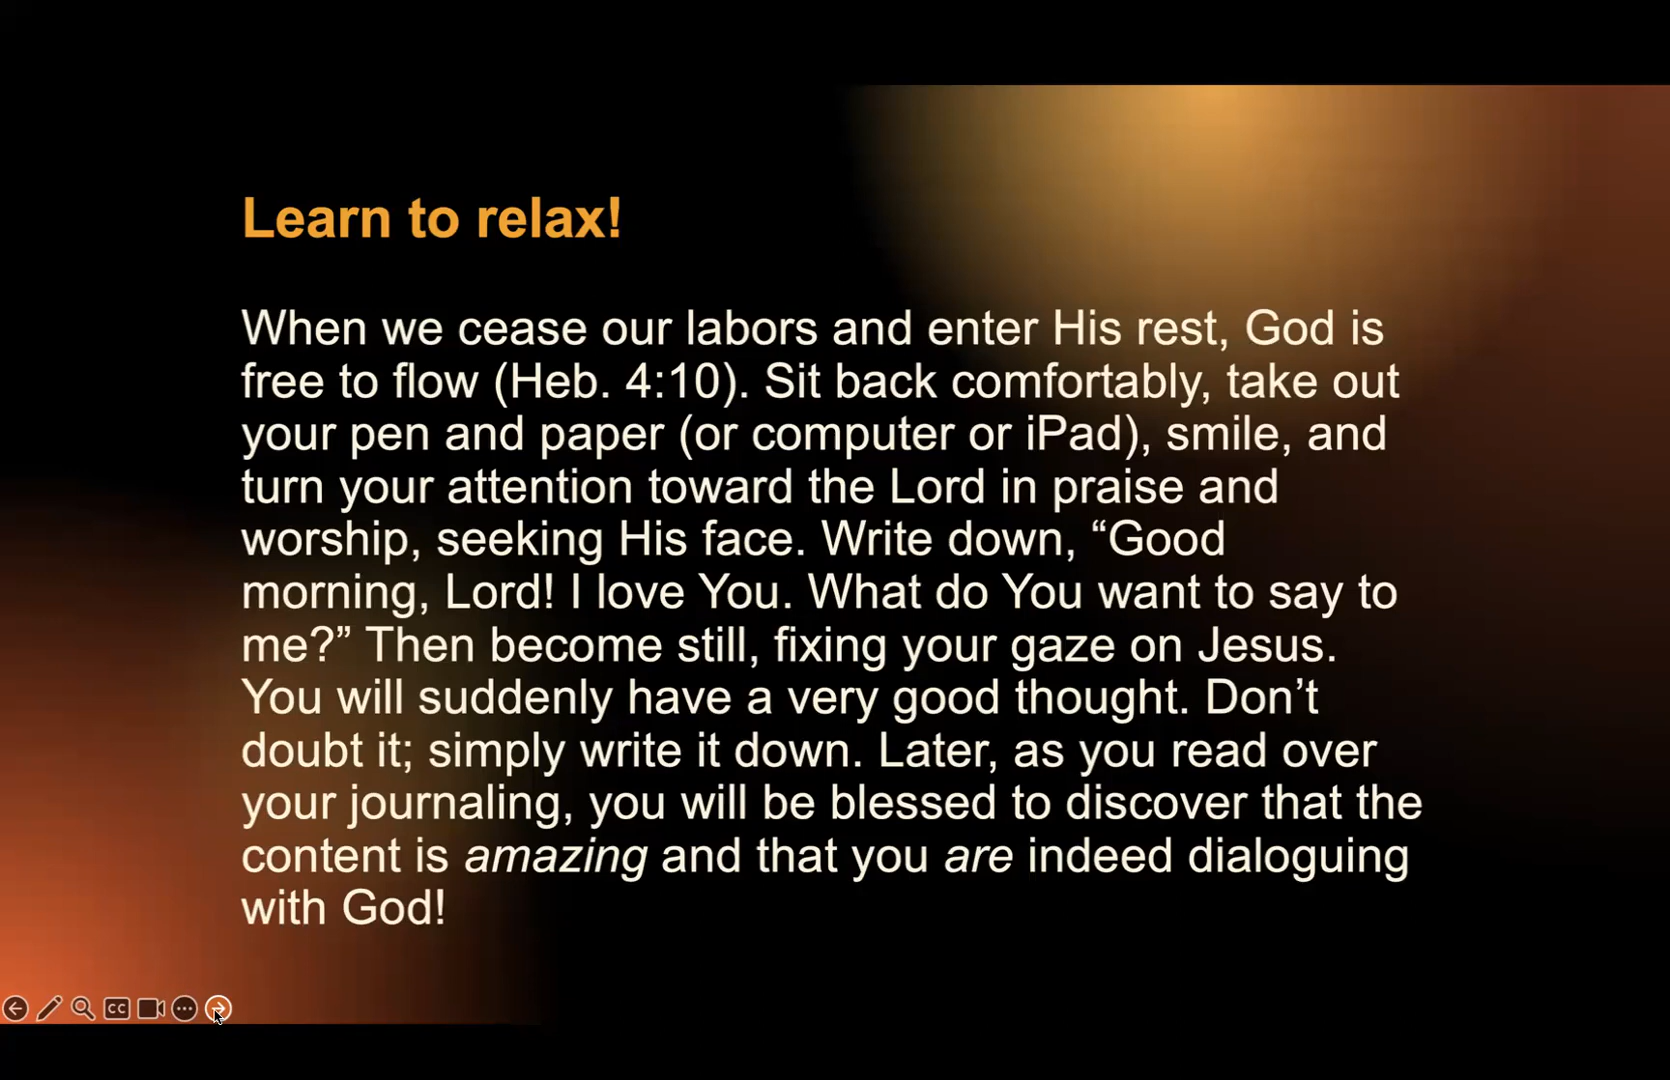 Learn to relax!
When we cease our labors and enter His rest, God is
free to flow (Heb. 4:10). Sit back comfortably, take out
your pen and paper (or computer or iPad), smile, and
turn your attention toward the Lord in praise and
worship, seeking His face. Write down, “Good
morning, Lord! I love You. What do You want to say to
me?” Then become still, fixing your gaze on Jesus.
You will suddenly have a very good thought. Don’t
doubt it; simply write it down. Later, as you read over
your journaling, you will be blessed to discover that the
content is amazing and that you are indeed dialoguing
with God!
CC